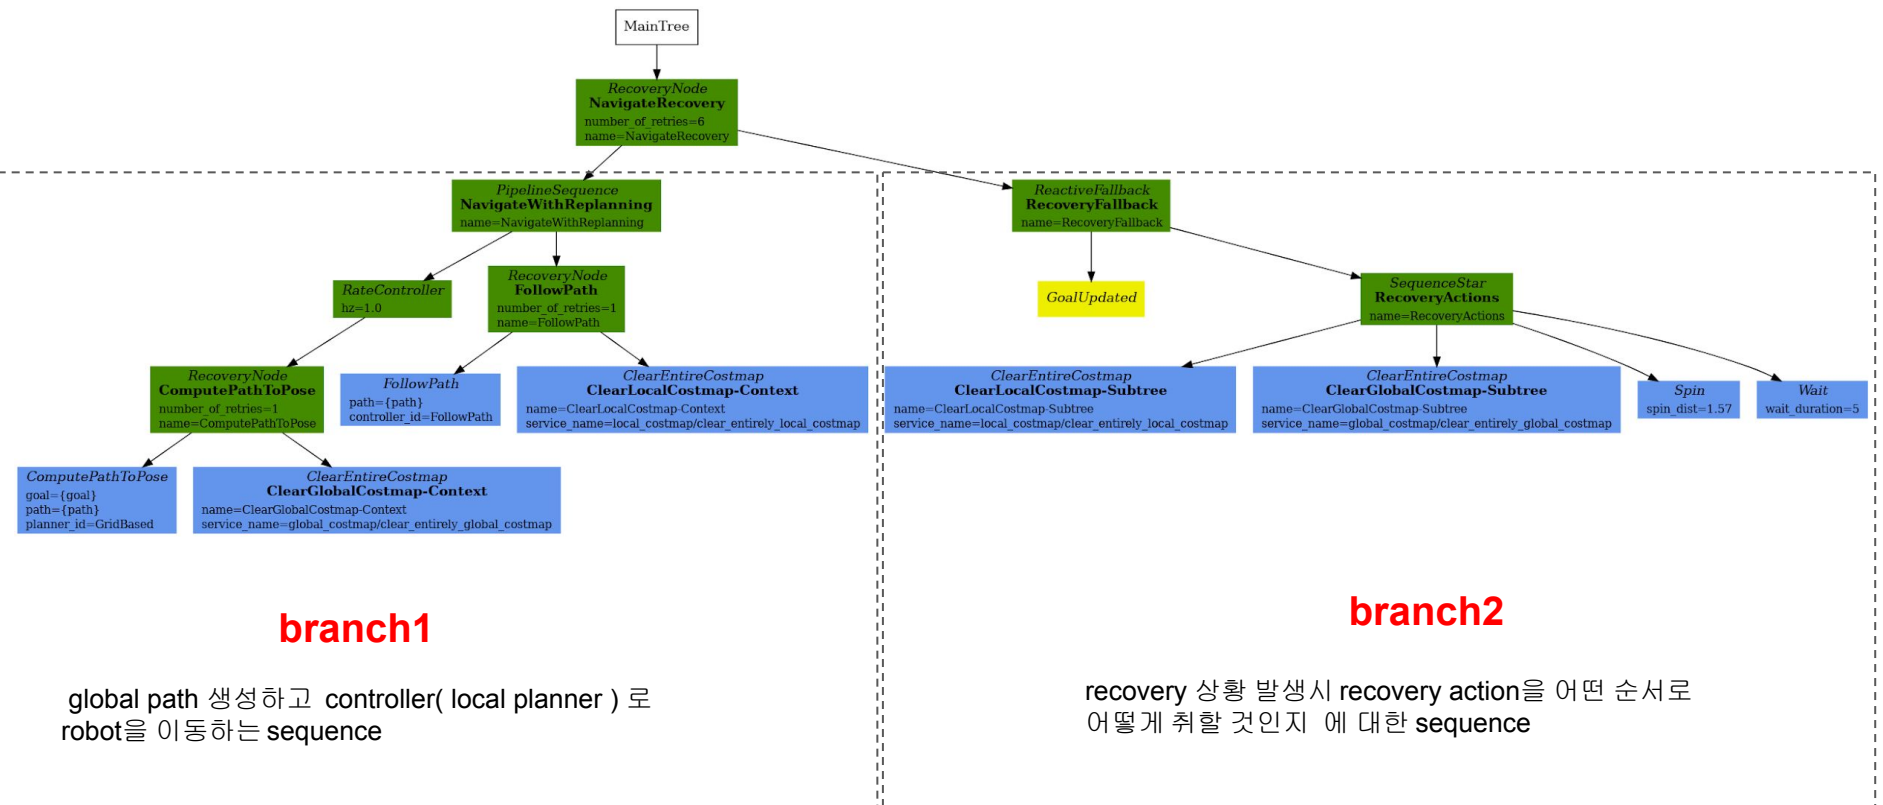 MainTree
RecoveryNode
NavigateRecovery
number_of_retries=6
name=NavigateRecovery
PipelineSequence
NavigateWithReplanning
name=NavigateWithReplanning
ReactiveFallback
RecoveryFallback
name=RecoveryFallback
RateController
hz=1.0
RecoveryNode
FollowPath
number_of_retries=1
name=FollowPath
GoalUpdated
SequenceStar
RecoveryActions
name=RecoveryActions
RecoveryNode
ComputePathToPose
number_of_retries=1
name=ComputePathToPose
FollowPath
path={path}
controller_id=FollowPath
ClearEntireCostmap
ClearLocalCostmap-Context
name=ClearLocalCostmap-Context
service_name=local_costmap/clear_entirely_local_costmap
ClearEntireCostmap
ClearLocalCostmap-Subtree
name=ClearLocalCostmap-Subtree
service_name=local_costmap/clear_entirely_local_costmap
ClearEntireCostmap
ClearGlobalCostmap-Subtree
name=ClearGlobalCostmap-Subtree
service_name=global_costmap/clear_entirely_global_costmap
Spin
spin_dist=1.57
Wait
wait_duration=5
ComputePathToPose
goal={goal}
path={path}
planner_id=GridBased
ClearEntireCostmap
ClearGlobalCostmap-Context
name=ClearGlobalCostmap-Context
service_name=global_costmap/clear_entirely_global_costmap
branch1
global path 생성하고 controller( local planner ) 로
robot을 이동하는 sequence
branch2
recovery 상황 발생시 recovery action을 어떤 순서로
어떻게 취할 것인지 에 대한 sequence